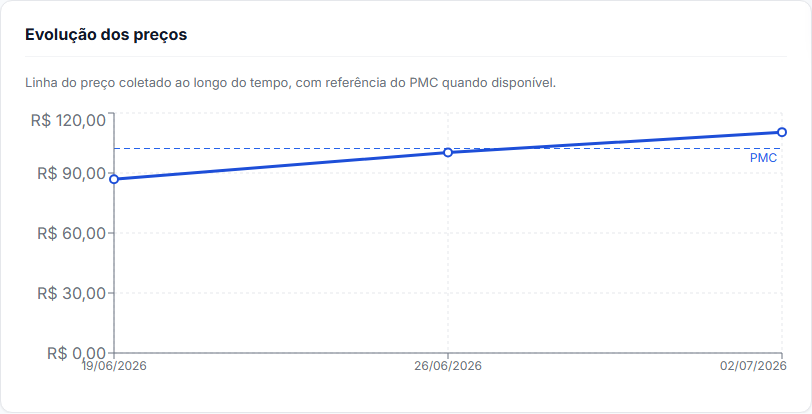 Evolução dos preços
Linha do preço coletado ao longo do tempo, com referência do PMC quando disponível.
R$ 120,00
PMC
R$ 90,00
R$ 60,00
R$ 30,00
R$ 0,00
19/06/2026
26/06/2026
02/07/2026